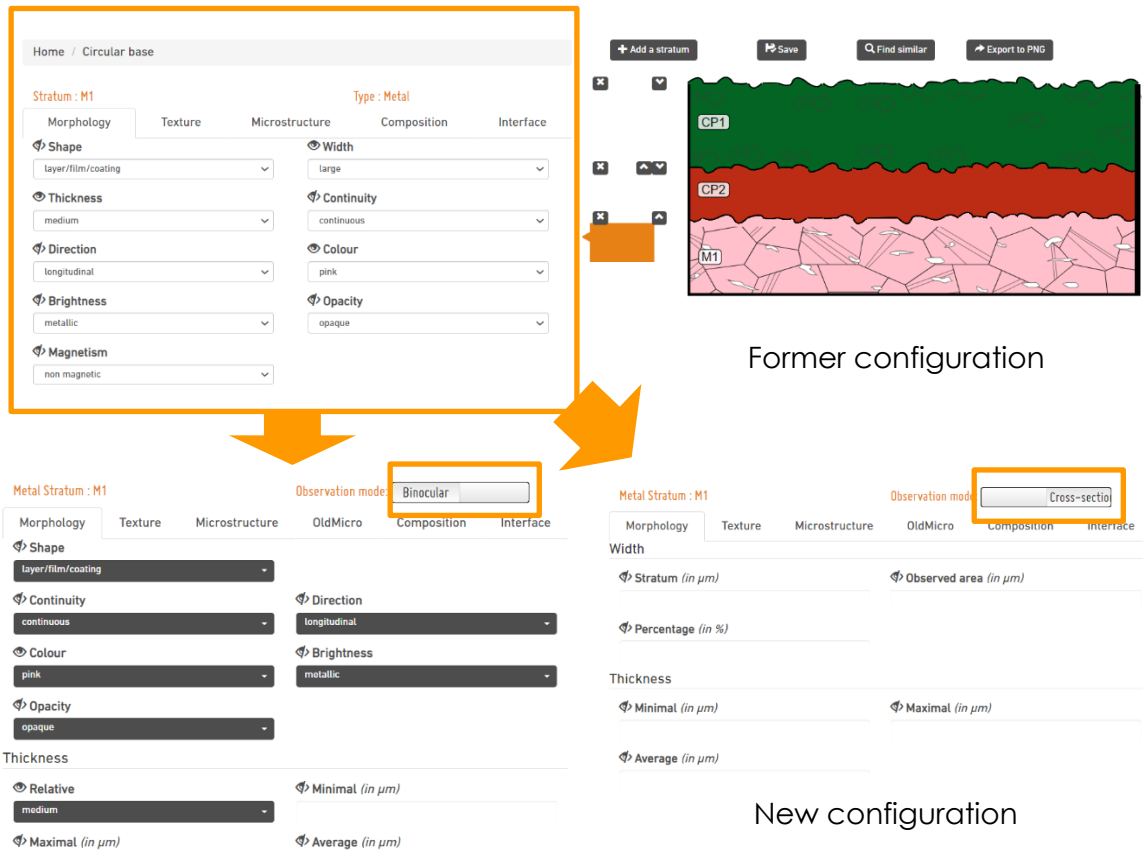 Home / Circular base
Stratum : M1 Type : Metal
Morphology Texture Microstructure Composition Interface
Shape Width
layer/film/coating large
Thickness Continuity
medium continuous
Direction Colour
longitudinal pink
Brightness Opacity
metallic opaque
Magnetism
non magnetic
Add a stratum Save Find similar Export to PNG
CP1
CP2
M1
Former configuration
Metal Stratum : M1 Observation mode: Binocular
Morphology Texture Microstructure OldMicro Composition Interface
Shape
layer/film/coating
Continuity Direction
continuous longitudinal
Colour Brightness
pink metallic
Opacity
opaque
Thickness
Relative Minimal (in µm)
medium
Maximal (in µm) Average (in µm)
Metal Stratum : M1 Observation mod Cross-sectio
Morphology Texture Microstructure OldMicro Composition Interface
Width
Stratum (in µm) Observed area (in µm)
Percentage (in %)
Thickness
Minimal (in µm) Maximal (in µm)
Average (in µm)
New configuration